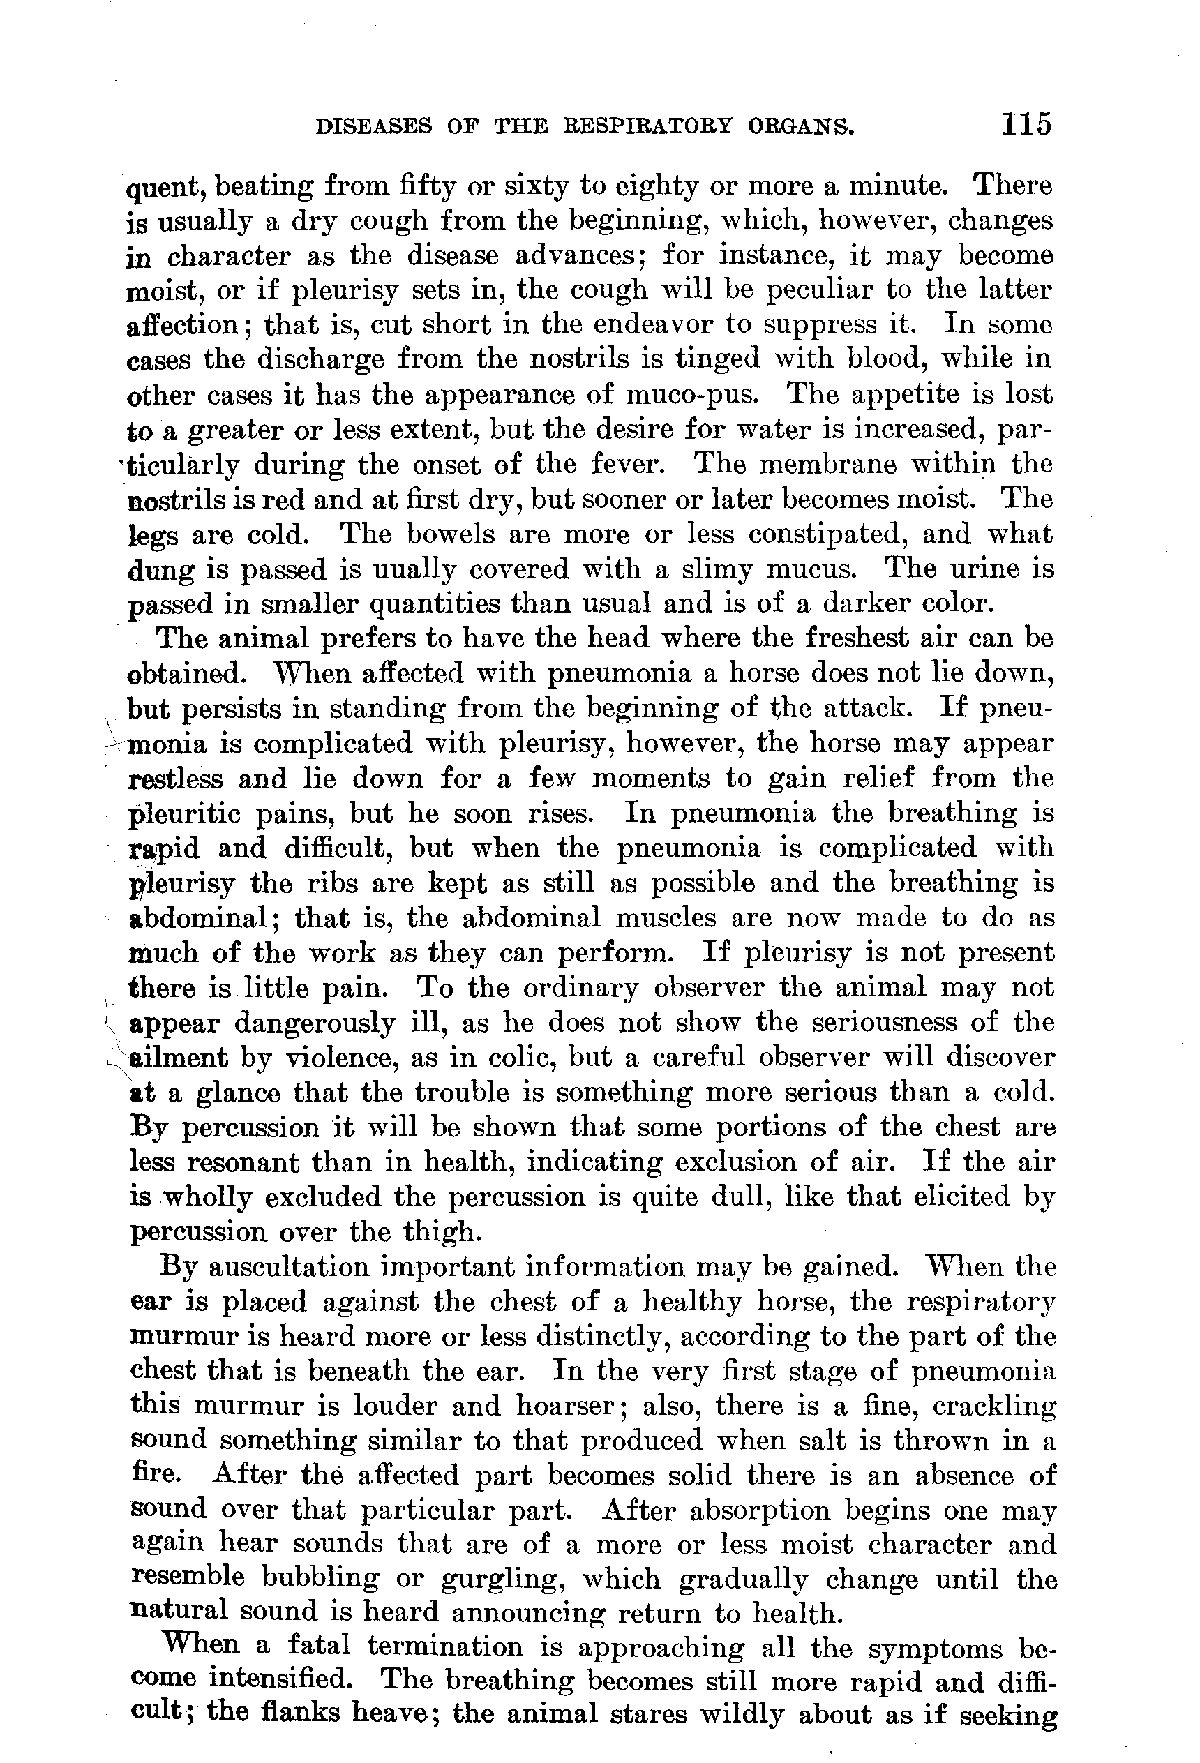 DISEASES OF THE RESPIRATORY ORGANS. 115
quent, beating from fifty or sixty to eighty or more a minute. There
is usually a dry cough from the beginning, which, however, changes
in character as the disease advances; for instance, it may become
moist, or if pleurisy sets in, the cough will be peculiar to the latter
affection; that is, cut short in the endeavor to suppress it. In some
cases the discharge from the nostrils is tinged with blood, while in
other cases it has the appearance of muco-pus. The appetite is lost
to a greater or less extent, but the desire for water is increased, par-
ticularly during the onset of the fever. The membrane within the
nostrils is red and at first dry, but sooner or later becomes moist. The
legs are cold. The bowels are more or less constipated, and what
dung is passed is uually covered with a slimy mucus. The urine is
passed in smaller quantities than usual and is of a darker color.
The animal prefers to have the head where the freshest air can be
obtained. When affected with pneumonia a horse does not lie down,
but persists in standing from the beginning of the attack. If pneu-
monia is complicated with pleurisy, however, the horse may appear
restless and lie down for a few moments to gain relief from the
pleuritic pains, but he soon rises. In pneumonia the breathing is
rapid and difficult, but when the pneumonia is complicated with
pleurisy the ribs are kept as still as possible and the breathing is
abdominal; that is, the abdominal muscles are now made to do as
much of the work as they can perform. If pleurisy is not present
there is little pain. To the ordinary observer the animal may not
appear dangerously ill, as he does not show the seriousness of the
ailment by violence, as in colic, but a careful observer will discover
at a glance that the trouble is something more serious than a cold.
By percussion it will be shown that some portions of the chest are
less resonant than in health, indicating exclusion of air. If the air
is wholly excluded the percussion is quite dull, like that elicited by
percussion over the thigh.
By auscultation important information may be gained. When the
ear is placed against the chest of a healthy horse, the respiratory
murmur is heard more or less distinctly, according to the part of the
chest that is beneath the ear. In the very first stage of pneumonia
this murmur is louder and hoarser; also, there is a fine, crackling
sound something similar to that produced when salt is thrown in a
fire. After the affected part becomes solid there is an absence of
sound over that particular part. After absorption begins one may
again hear sounds that are of a more or less moist character and
resemble bubbling or gurgling, which gradually change until the
natural sound is heard announcing return to health.
When a fatal termination is approaching all the symptoms be-
come intensified. The breathing becomes still more rapid and diffi-
cult; the flanks heave; the animal stares wildly about as if seeking